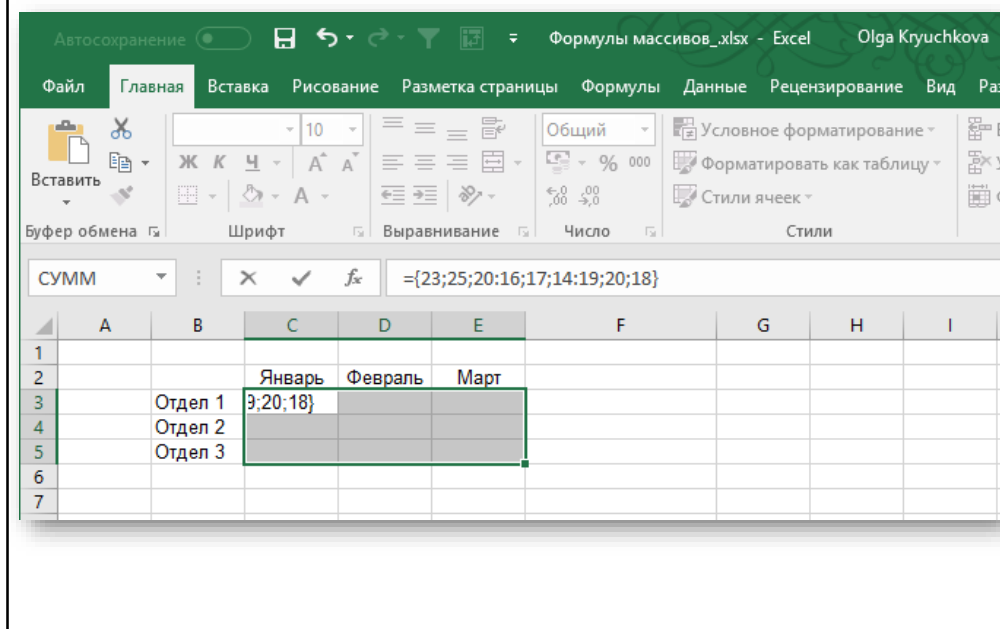 Автосохранение Формулы массивов_.xlsx - Excel Olga Kryuchkova
Файл Главная Вставка Рисование Разметка страницы Формулы Данные Рецензирование Вид
Вставить
10 Общий Условное форматирование
Ж К Ч A A % 000 Форматировать как таблицу
A Стили ячеек
Буфер обмена Шрифт Выравнивание Число Стили
СУММ fx ={23;25;20:16;17;14:19;20;18}
A B C D E F G H I
1
2 Январь Февраль Март
3 Отдел 1 9;20;18}
4 Отдел 2
5 Отдел 3
6
7